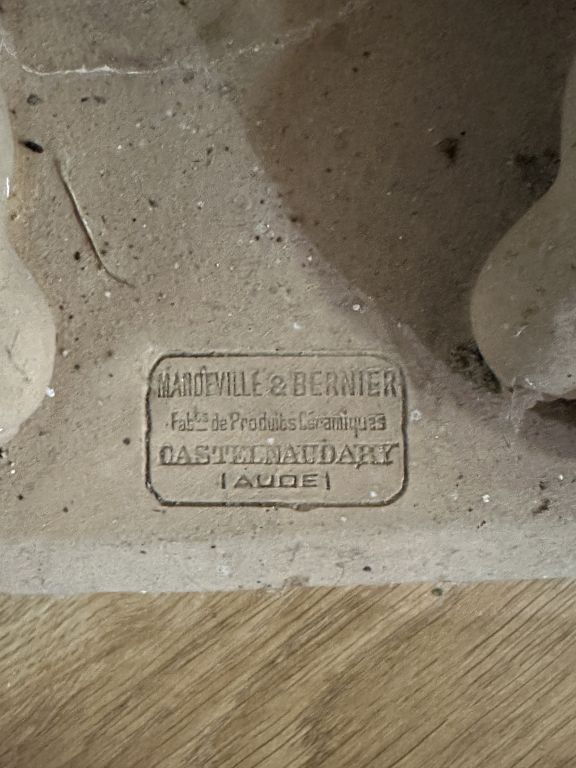 MANDEVILLE & BERNIER
Fab.ts de Produits Céramiques
CASTELNAUDARY
(AUDE)